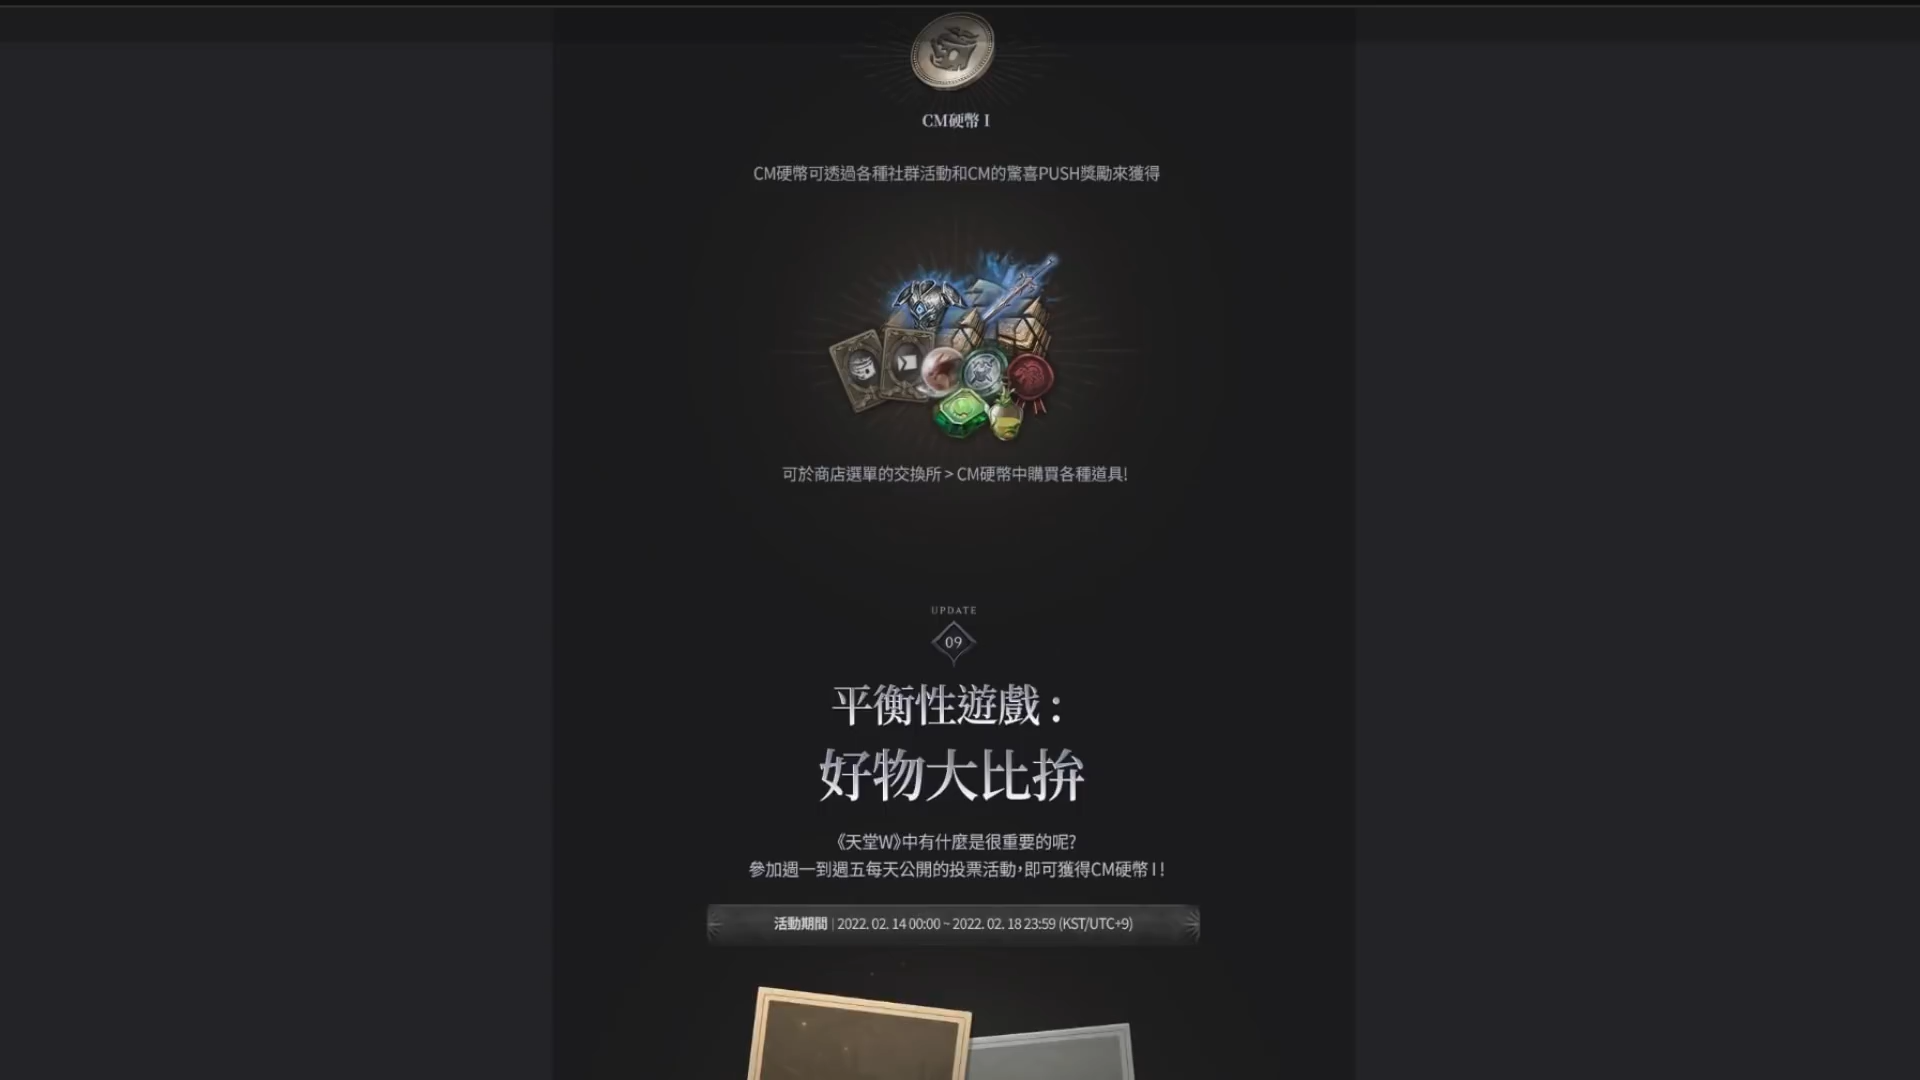 CM硬幣 I
CM硬幣可透過各種社群活動和CM的驚喜PUSH獎勵來獲得
可於商店選單的交換所 > CM硬幣中購買各種道具!
UPDATE
09
平衡性遊戲：
好物大比拚
《天堂W》中有什麼是很重要的呢?
參加週一到週五每天公開的投票活動，即可獲得CM硬幣 I !
活動期間 | 2022. 02. 14 00:00 ~ 2022. 02. 18 23:59 (KST/UTC+9)